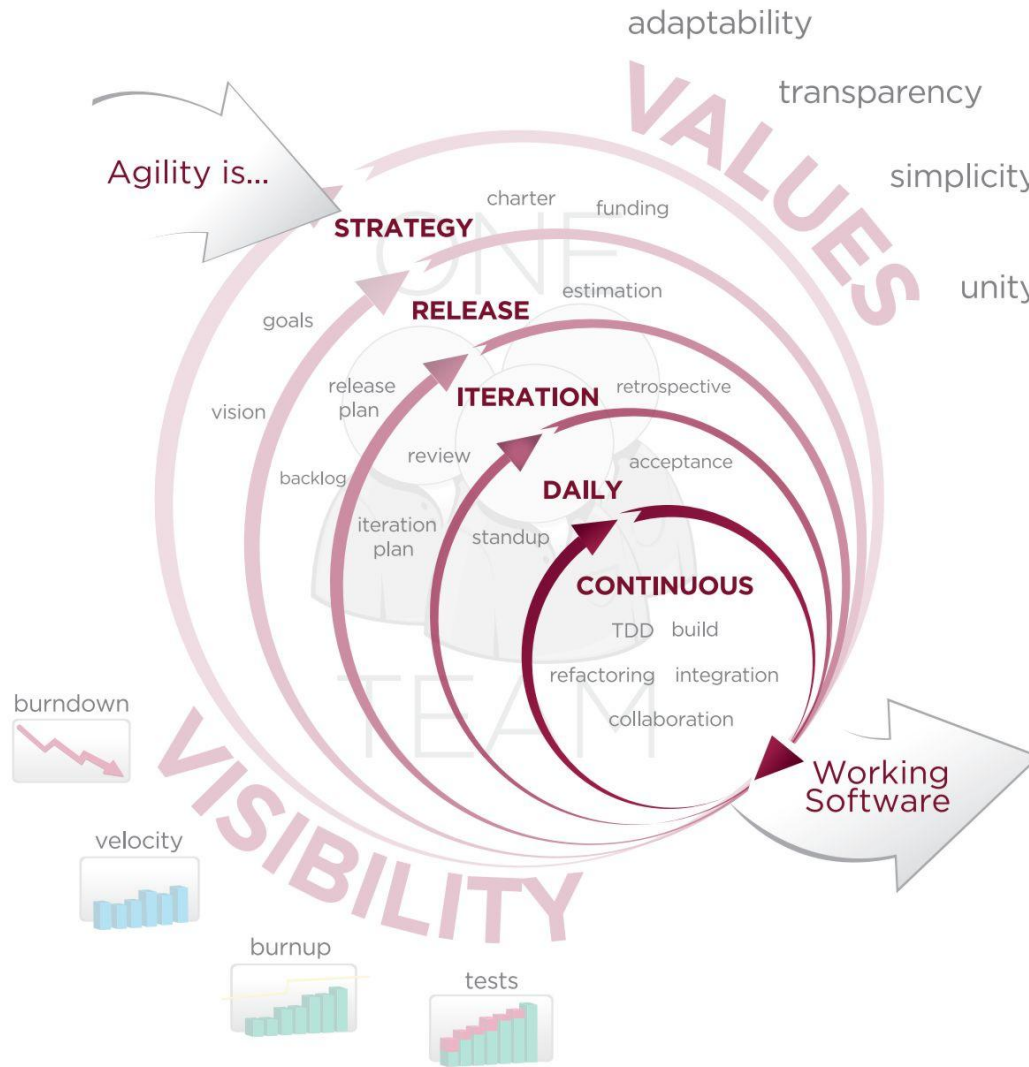 adaptability
transparency
simplicity
unity
VALUES
Agility is...
STRATEGY
charter
funding
goals
vision
ONE
RELEASE
estimation
release
plan
backlog
ITERATION
retrospective
review
iteration
plan
DAILY
acceptance
standup
CONTINUOUS
TDD build
refactoring integration
collaboration
TEAM
Working
Software
VISIBILITY
burndown
velocity
burnup
tests